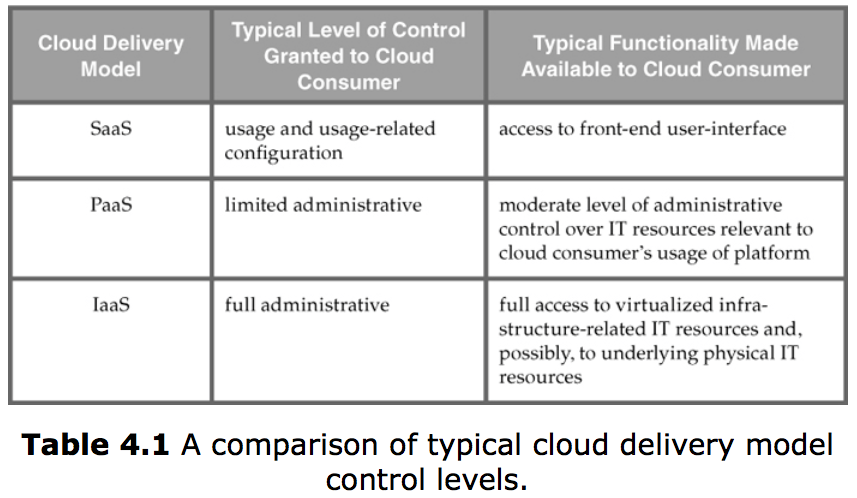 Cloud Delivery
Model
Typical Level of Control
Granted to Cloud
Consumer
Typical Functionality Made
Available to Cloud Consumer
SaaS
usage and usage-related
configuration
access to front-end user-interface
PaaS
limited administrative
moderate level of administrative
control over IT resources relevant to
cloud consumer’s usage of platform
IaaS
full administrative
full access to virtualized infra-
structure-related IT resources and,
possibly, to underlying physical IT
resources
Table 4.1 A comparison of typical cloud delivery model
control levels.